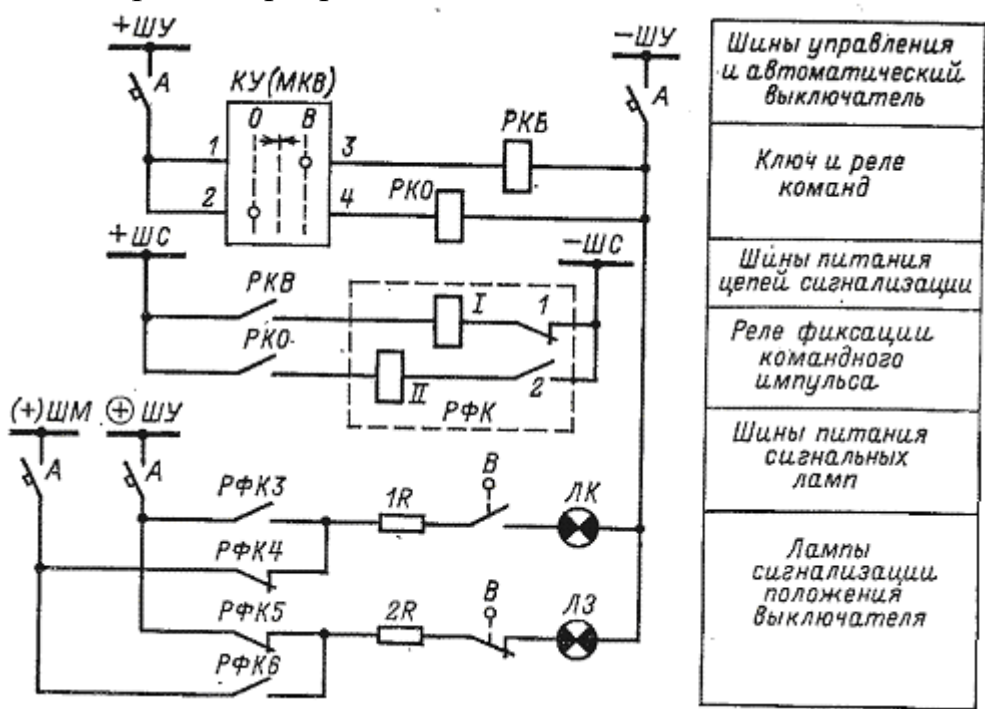 +ШУ
А
КУ(МКВ)
О
В
1
2
3
4
РКВ
РКО
−ШУ
А
+ШС
−ШС
РКВ
РКО
I
1
II
2
РФК
(+)ШМ
(+)ШУ
А
А
РФК3
РФК4
РФК5
РФК6
1R
В
ЛК
2R
В
ЛЗ
Шины управления
и автоматический
выключатель
Ключ и реле
команд
Шины питания
цепей сигнализации
Реле фиксации
командного
импульса
Шины питания
сигнальных
ламп
Лампы
сигнализации
положения
выключателя